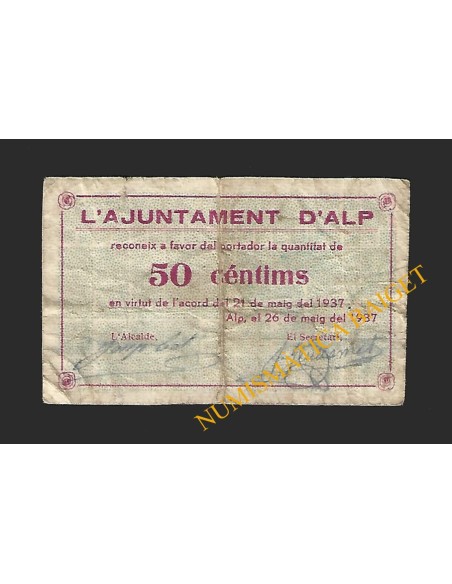 L'AJUNTAMENT D'ALP
reconeix a favor del portador la quantitat de
50 céntims
en virtut de l'acord del 21 de maig del 1937
Alp, el 26 de maig del 1937
L'Alcalde, El Secretari,
NUMISMATICA PAGET